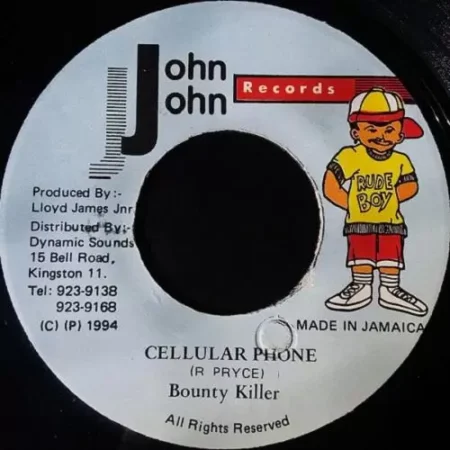 John
John
Records
RUDE
BOY
Produced By:-
Lloyd James Jnr
Distributed By:-
Dynamic Sounds
15 Bell Road,
Kingston 11.
Tel: 923-9138
923-9168
(C) (P) 1994
MADE IN JAMAICA
CELLULAR PHONE
(R PRYCE)
Bounty Killer
All Rights Reserved